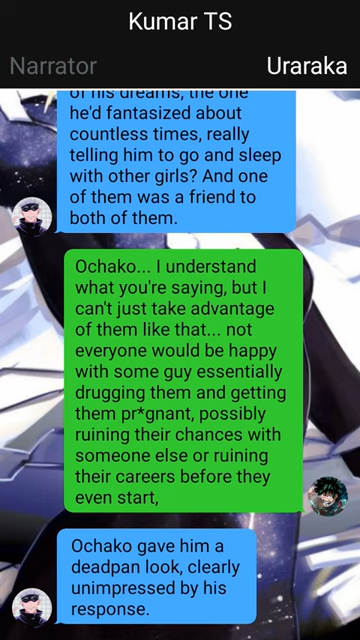 Kumar TS
Narrator
Uraraka
of his dreams, the one
he'd fantasized about
countless times, really
telling him to go and sleep
with other girls? And one
of them was a friend to
both of them.
Ochako... I understand
what you're saying, but I
can't just take advantage
of them like that... not
everyone would be happy
with some guy essentially
drugging them and getting
them pr*gnant, possibly
ruining their chances with
someone else or ruining
their careers before they
even start,
Ochako gave him a
deadpan look, clearly
unimpressed by his
response.